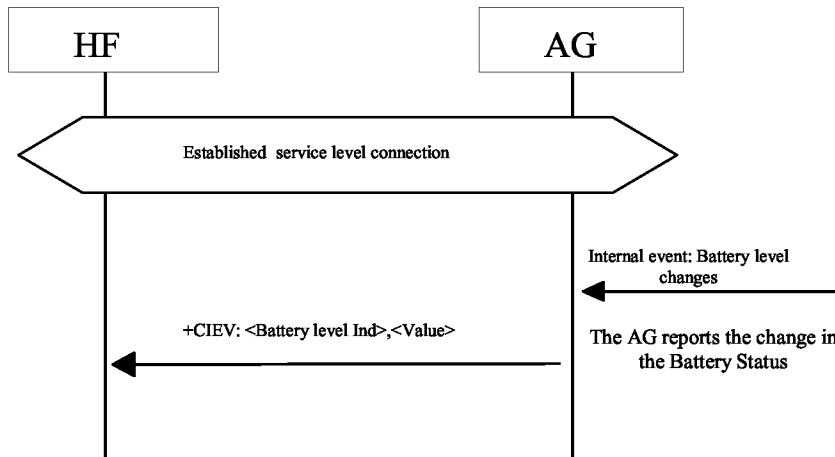 HF
AG
Established service level connection
Internal event: Battery level
changes
+CIEV: <Battery level Ind>,<Value>
The AG reports the change in
the Battery Status